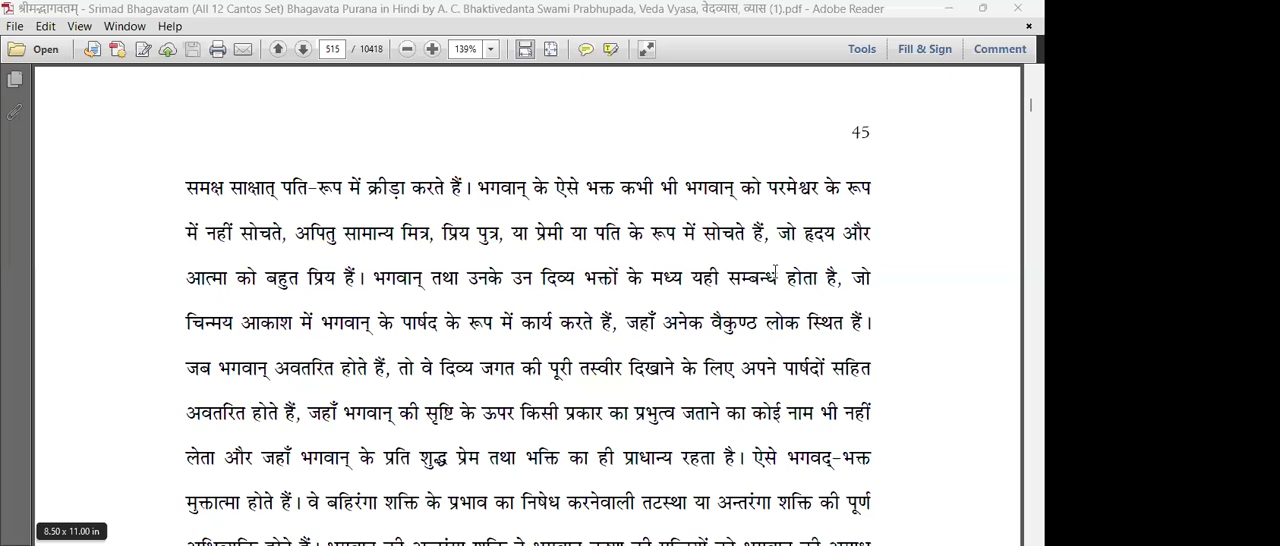 श्रीमद्भागवतम् - Srimad Bhagavatam (All 12 Cantos Set) Bhagavata Purana in Hindi by A. C. Bhaktivedanta Swami Prabhupada, Veda Vyasa, वेदव्यास, व्यास (1).pdf - Adobe Reader
File Edit View Window Help
Open 515 / 10418 139% Tools Fill & Sign Comment
45
समक्ष साक्षात् पति-रूप में क्रीड़ा करते हैं। भगवान् के ऐसे भक्त कभी भी भगवान् को परमेश्वर के रूप
में नहीं सोचते, अपितु सामान्य मित्र, प्रिय पुत्र, या प्रेमी या पति के रूप में सोचते हैं, जो हृदय और
आत्मा को बहुत प्रिय हैं। भगवान् तथा उनके उन दिव्य भक्तों के मध्य यही सम्बन्ध होता है, जो
चिन्मय आकाश में भगवान् के पार्षद के रूप में कार्य करते हैं, जहाँ अनेक वैकुण्ठ लोक स्थित हैं।
जब भगवान् अवतरित होते हैं, तो वे दिव्य जगत की पूरी तस्वीर दिखाने के लिए अपने पार्षदों सहित
अवतरित होते हैं, जहाँ भगवान् की सृष्टि के ऊपर किसी प्रकार का प्रभुत्व जताने का कोई नाम भी नहीं
लेता और जहाँ भगवान् के प्रति शुद्ध प्रेम तथा भक्ति का ही प्राधान्य रहता है। ऐसे भगवद्-भक्त
मुक्तात्मा होते हैं। वे बहिरंगा शक्ति के प्रभाव का निषेध करनेवाली तटस्था या अन्तरंगा शक्ति की पूर्ण
8.50 x 11.00 in